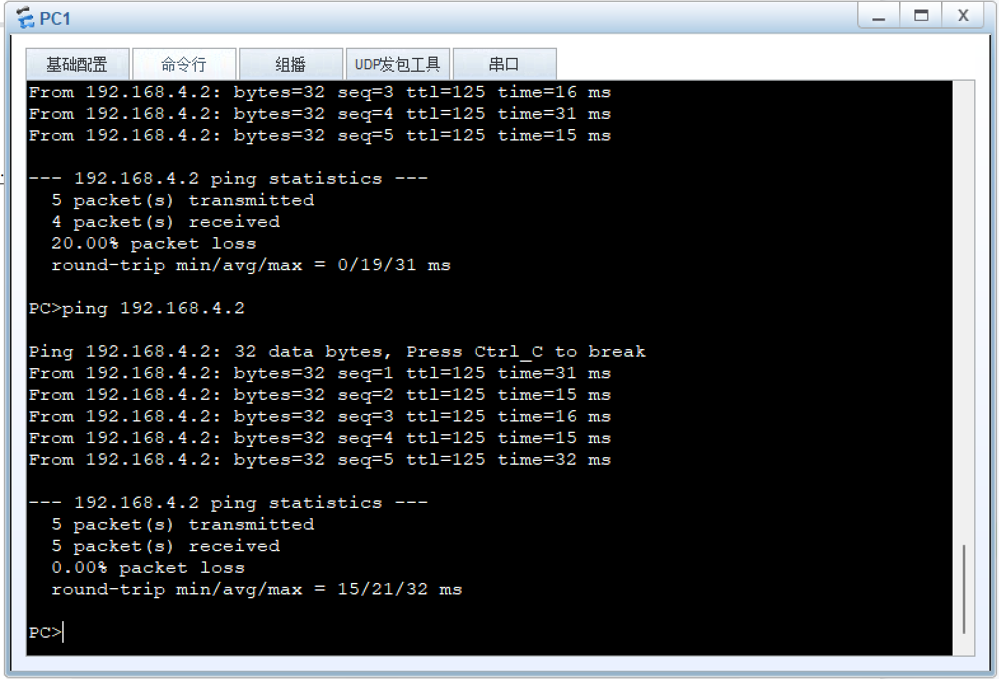 PC1
基础配置 命令行 组播 UDP发包工具 串口
From 192.168.4.2: bytes=32 seq=3 ttl=125 time=16 ms
From 192.168.4.2: bytes=32 seq=4 ttl=125 time=31 ms
From 192.168.4.2: bytes=32 seq=5 ttl=125 time=15 ms
--- 192.168.4.2 ping statistics ---
5 packet(s) transmitted
4 packet(s) received
20.00% packet loss
round-trip min/avg/max = 0/19/31 ms
PC>ping 192.168.4.2
Ping 192.168.4.2: 32 data bytes, Press Ctrl_C to break
From 192.168.4.2: bytes=32 seq=1 ttl=125 time=31 ms
From 192.168.4.2: bytes=32 seq=2 ttl=125 time=15 ms
From 192.168.4.2: bytes=32 seq=3 ttl=125 time=16 ms
From 192.168.4.2: bytes=32 seq=4 ttl=125 time=15 ms
From 192.168.4.2: bytes=32 seq=5 ttl=125 time=32 ms
--- 192.168.4.2 ping statistics ---
5 packet(s) transmitted
5 packet(s) received
0.00% packet loss
round-trip min/avg/max = 15/21/32 ms
PC>